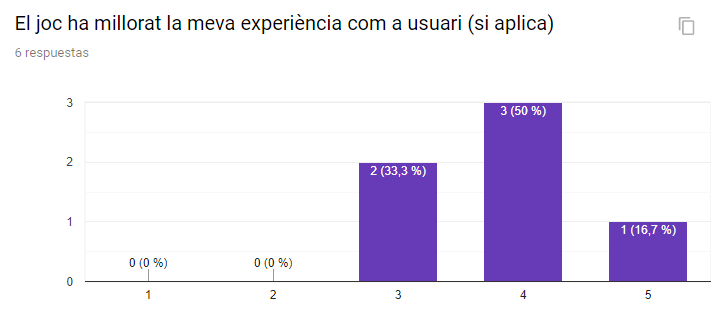 El joc ha millorat la meva experiència com a usuari (si aplica)
6 respuestas
3
2
1
0
0 (0 %)
0 (0 %)
2 (33,3 %)
3 (50 %)
1 (16,7 %)
1
2
3
4
5